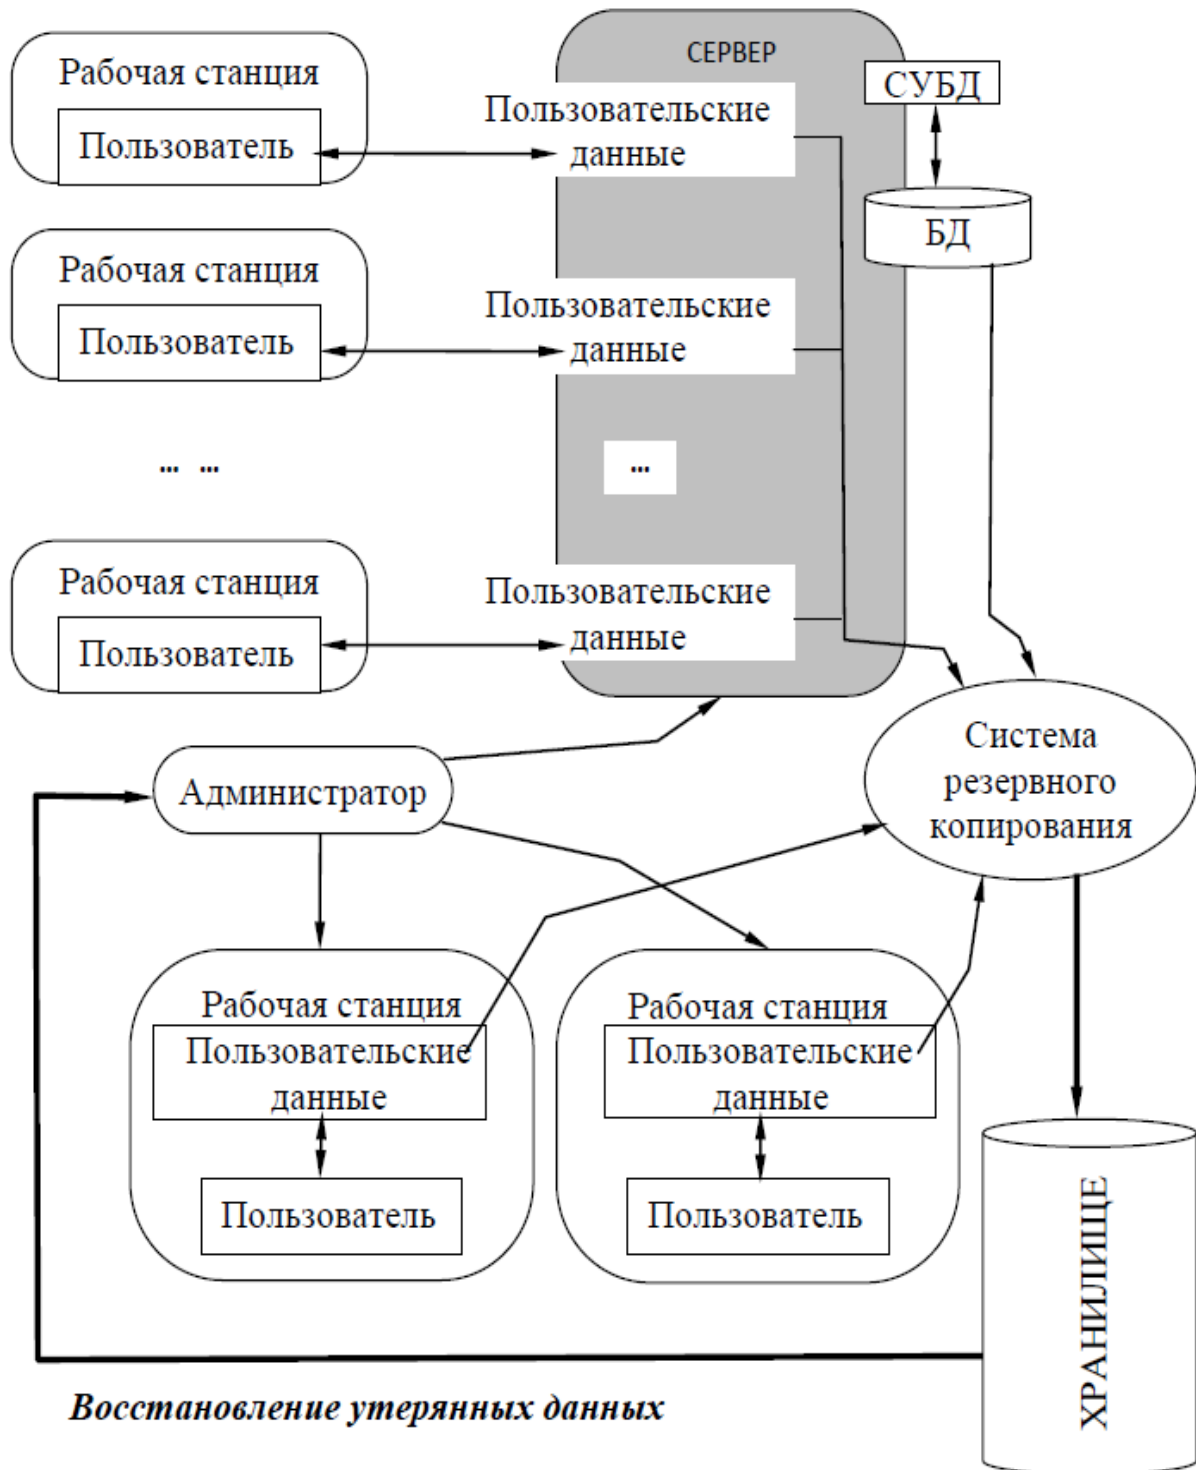 СЕРВЕР
Рабочая станция
Пользователь
Пользовательские
данные
СУБД
БД
Рабочая станция
Пользователь
Пользовательские
данные
... ...
...
Рабочая станция
Пользователь
Пользовательские
данные
Администратор
Система
резервного
копирования
Рабочая станция
Пользовательские
данные
Пользователь
Рабочая станция
Пользовательские
данные
Пользователь
ХРАНИЛИЩЕ
Восстановление утерянных данных